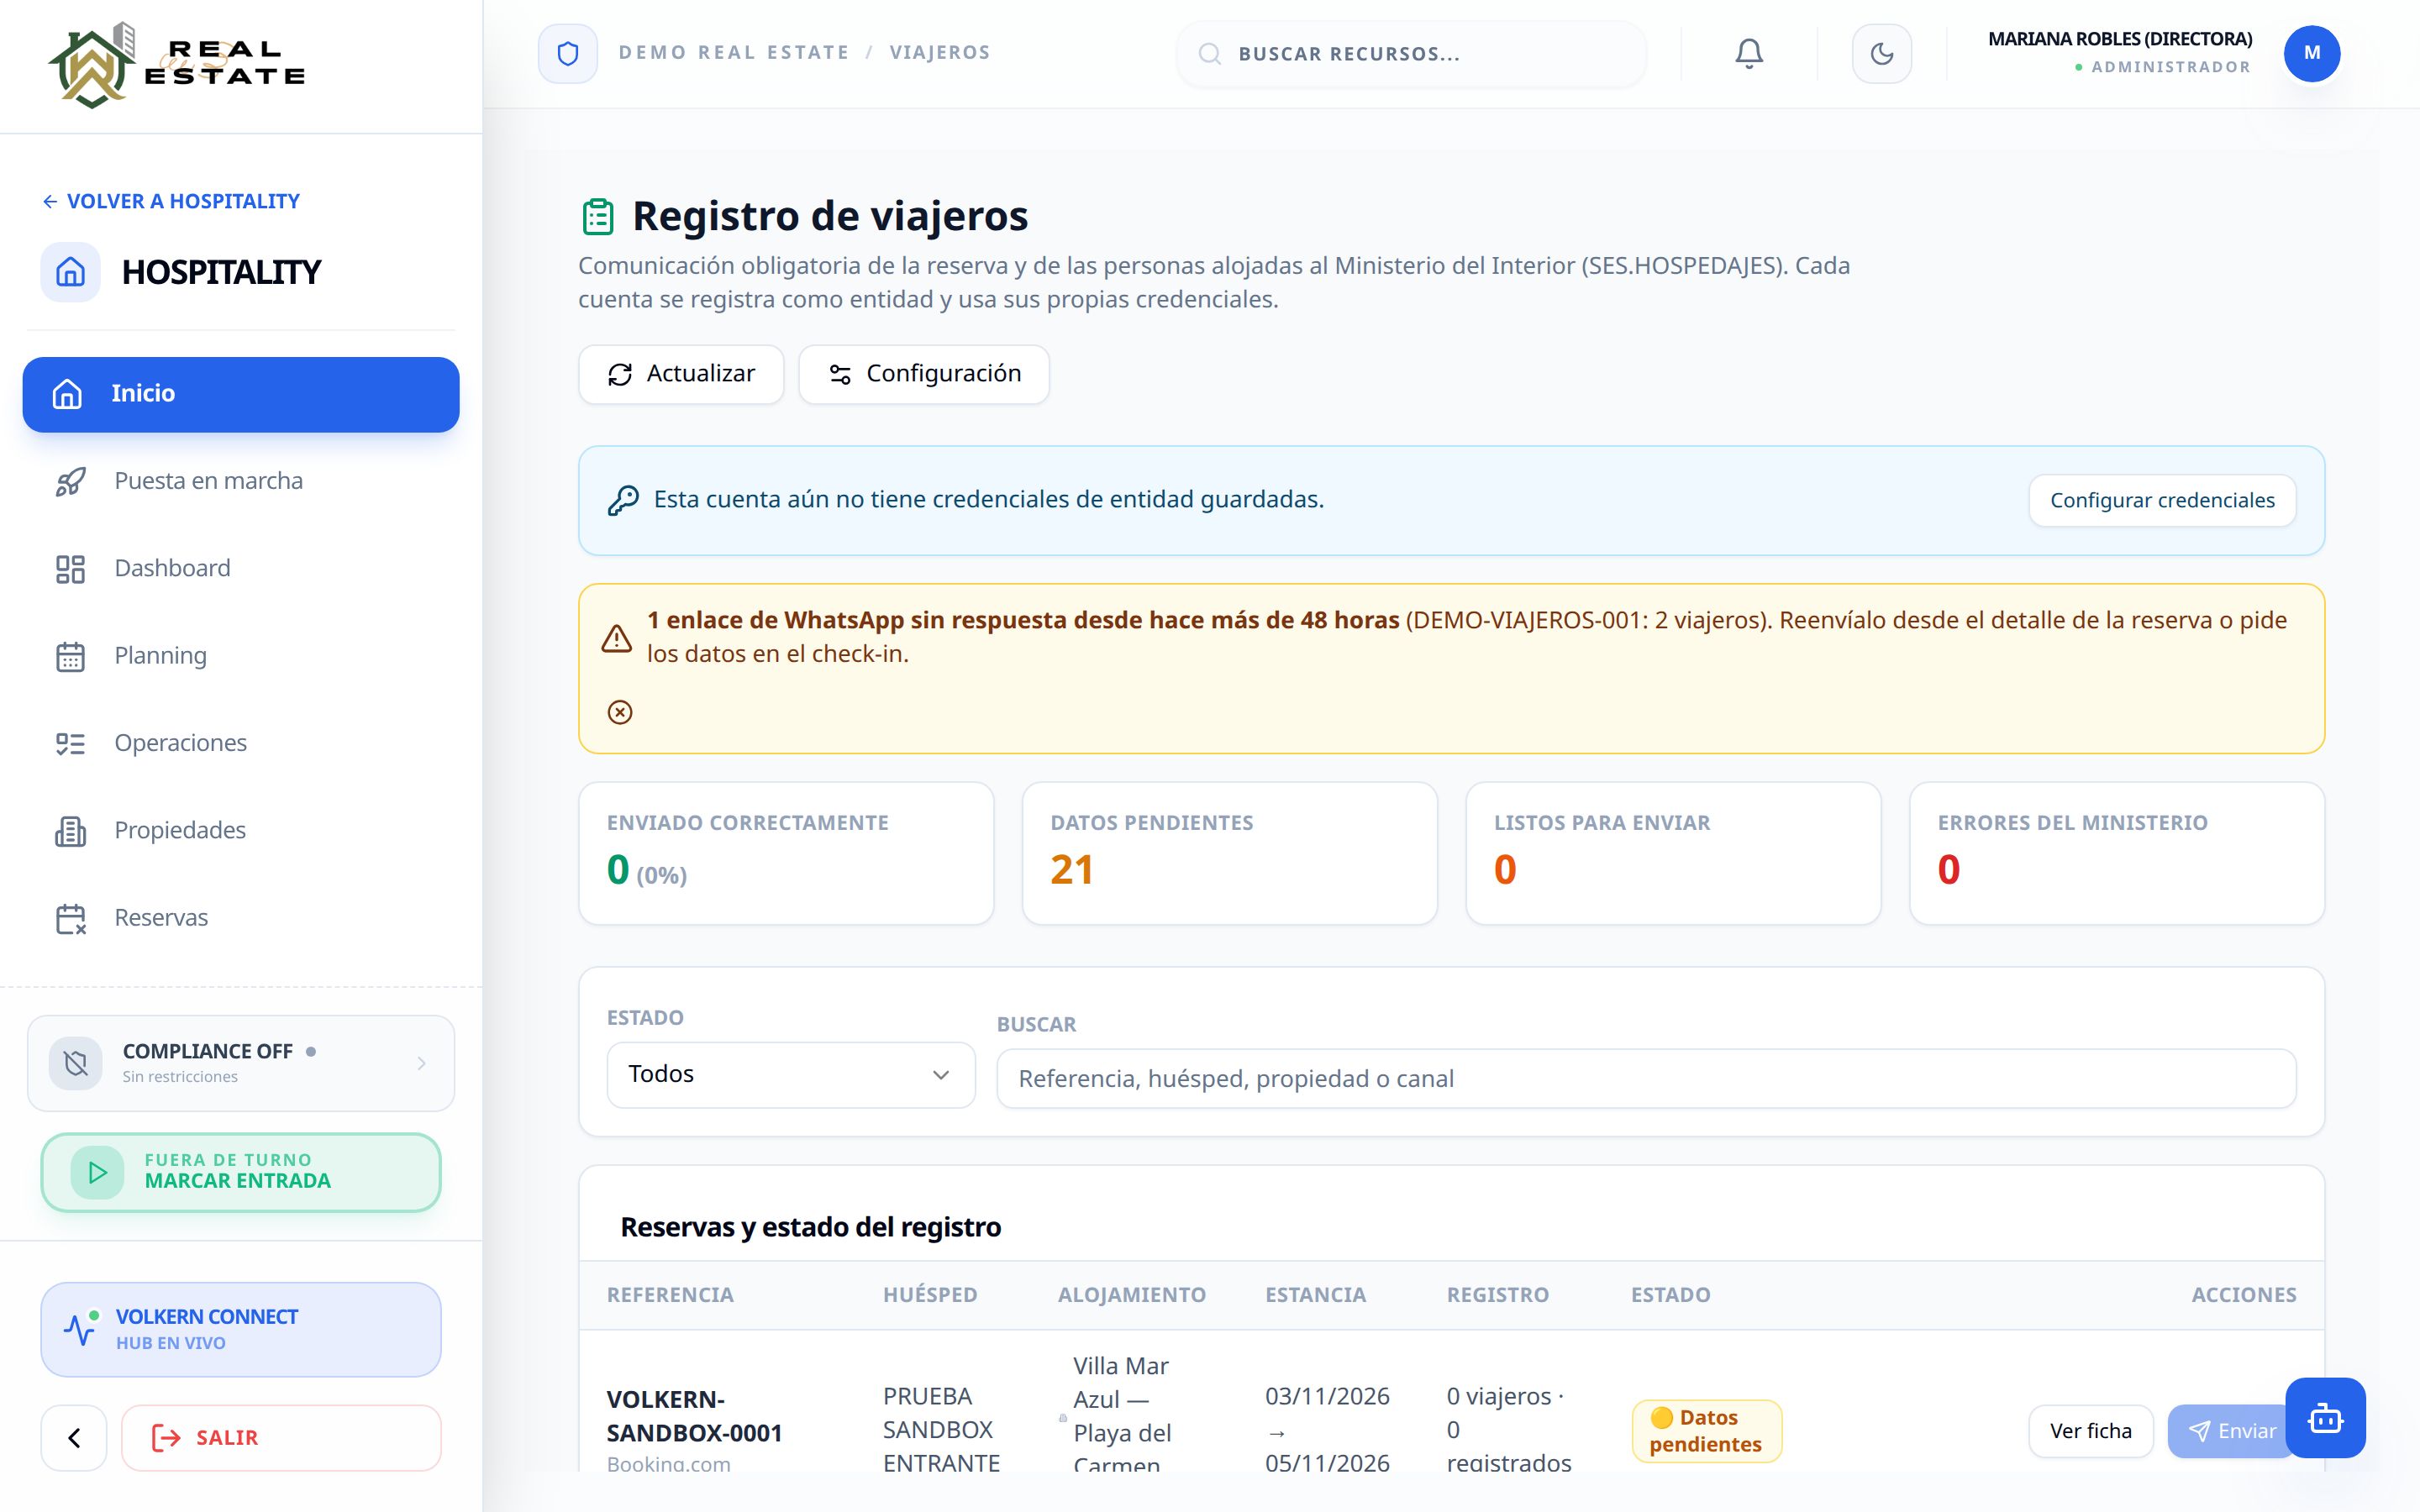 REAL
ESTATE
← VOLVER A HOSPITALITY
HOSPITALITY
Inicio
Puesta en marcha
Dashboard
Planning
Operaciones
Propiedades
Reservas
COMPLIANCE OFF
Sin restricciones
FUERA DE TURNO
MARCAR ENTRADA
VOLKERN CONNECT
HUB EN VIVO
SALIR
DEMO REAL ESTATE / VIAJEROS
BUSCAR RECURSOS...
MARIANA ROBLES (DIRECTORA)
ADMINISTRADOR
M
Registro de viajeros
Comunicación obligatoria de la reserva y de las personas alojadas al Ministerio del Interior (SES.HOSPEDAJES). Cada
cuenta se registra como entidad y usa sus propias credenciales.
Actualizar
Configuración
Esta cuenta aún no tiene credenciales de entidad guardadas.
Configurar credenciales
1 enlace de WhatsApp sin respuesta desde hace más de 48 horas (DEMO-VIAJEROS-001: 2 viajeros). Reenvíalo desde el detalle de la reserva o pide
los datos en el check-in.
ENVIADO CORRECTAMENTE
0 (0%)
DATOS PENDIENTES
21
LISTOS PARA ENVIAR
0
ERRORES DEL MINISTERIO
0
ESTADO
Todos
BUSCAR
Referencia, huésped, propiedad o canal
Reservas y estado del registro
REFERENCIA HUÉSPED ALOJAMIENTO ESTANCIA REGISTRO ESTADO ACCIONES
VOLKERN-
SANDBOX-0001
Booking.com
PRUEBA
SANDBOX
ENTRANTE
Villa Mar
Azul —
Playa del
Carmen
03/11/2026
→
05/11/2026
0 viajeros ·
0
registrados
Datos
pendientes
Ver ficha
Enviar